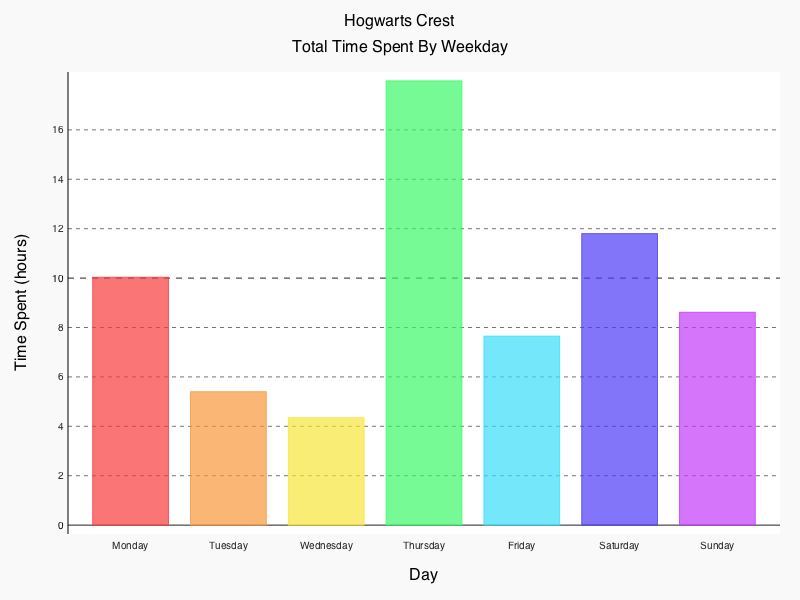 Hogwarts Crest
Total Time Spent By Weekday
Time Spent (hours)
16
14
12
10
8
6
4
2
0
Monday Tuesday Wednesday Thursday Friday Saturday Sunday
Day